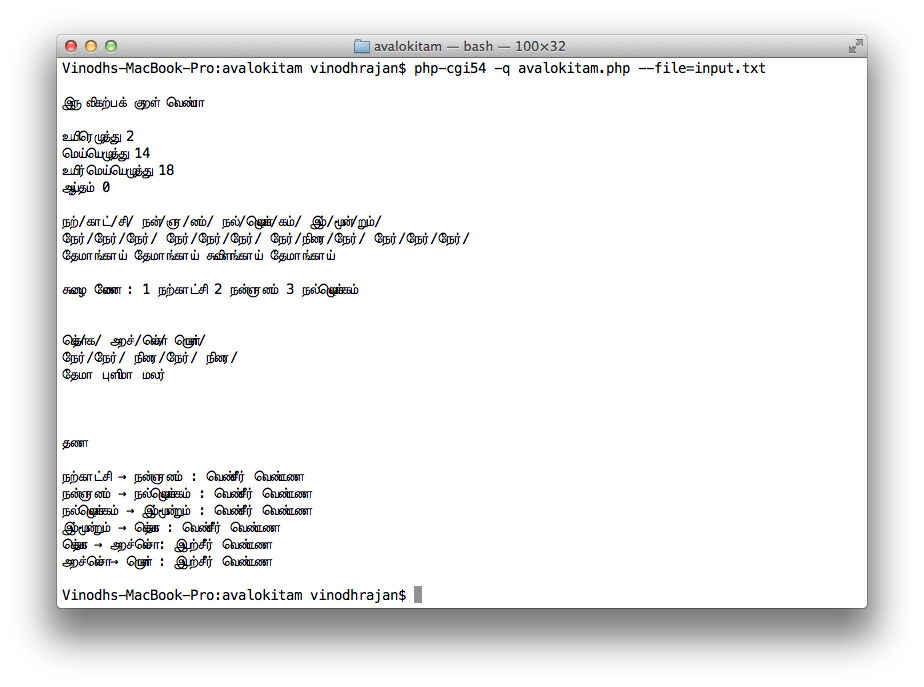 avalokitam — bash — 100×32
Vinodhs-MacBook-Pro:avalokitam vinodhrajan$ php-cgi54 -q avalokitam.php --file=input.txt
இரு விகற்பக் குறள் வெண்பா
உயிரெழுத்து 2
மெய்யெழுத்து 14
உயிர்மெய்யெழுத்து 18
ஆய்தம் 0
நற்/காட்/சி/ நன்/ஞா/னம்/ நல்/லொழுக்/கம்/ இம்/மூன்/றும்/
நேர்/நேர்/நேர்/ நேர்/நேர்/நேர்/ நேர்/நிரை/நேர்/ நேர்/நேர்/நேர்/
தேமாங்காய் தேமாங்காய் கூவிளங்காய் தேமாங்காய்
கூழை மோனை : 1 நற்காட்சி 2 நன்ஞானம் 3 நல்லொழுக்கம்
தொக்/க/ அறச்/சொல்/ பொருள்/
நேர்/நேர்/ நிரை/நேர்/ நிரை/
தேமா புளிமா மலர்
தளை
நற்காட்சி → நன்ஞானம் : வெண்சீர் வெண்டளை
நன்ஞானம் → நல்லொழுக்கம் : வெண்சீர் வெண்டளை
நல்லொழுக்கம் → இம்மூன்றும் : வெண்சீர் வெண்டளை
இம்மூன்றும் → தொக்க : வெண்சீர் வெண்டளை
தொக்க → அறச்சொல் : இயற்சீர் வெண்டளை
அறச்சொல் → பொருள் : இயற்சீர் வெண்டளை
Vinodhs-MacBook-Pro:avalokitam vinodhrajan$